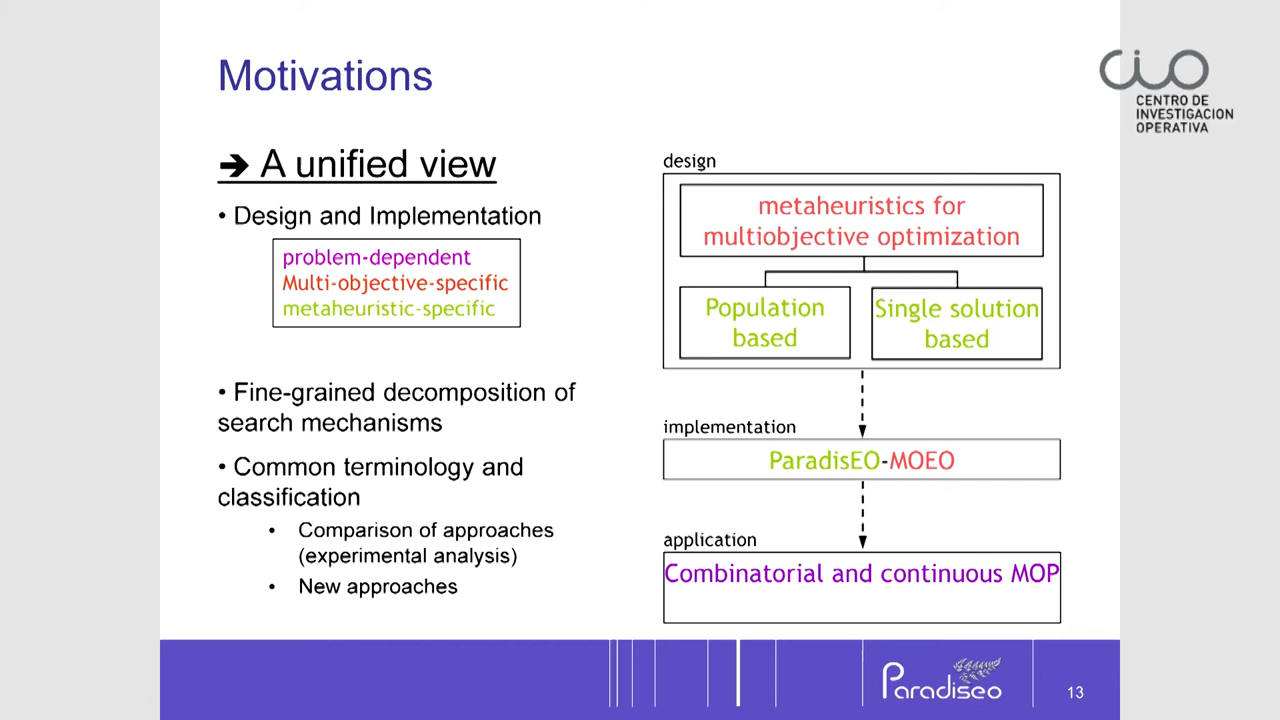 Motivations
CIO
CENTRO DE
INVESTIGACION
OPERATIVA
➔ A unified view
• Design and Implementation
problem-dependent
Multi-objective-specific
metaheuristic-specific
• Fine-grained decomposition of
search mechanisms
• Common terminology and
classification
• Comparison of approaches
(experimental analysis)
• New approaches
design
metaheuristics for
multiobjective optimization
Population
based
Single solution
based
implementation
ParadisEO-MOEO
application
Combinatorial and continuous MOP
Paradiseo
13